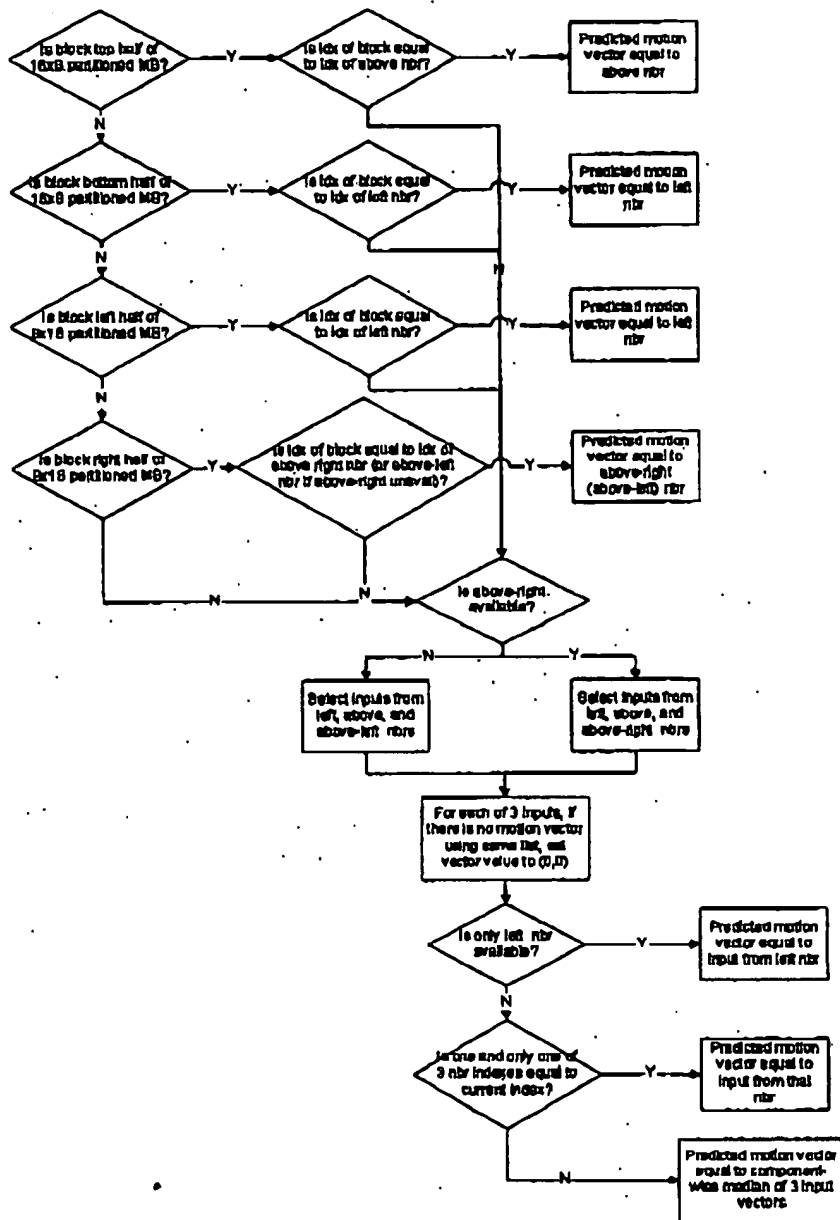 Is block top half of
16x8 partitioned MB?
Y
Is idx of block equal
to idx of above nbr?
Y
Predicted motion
vector equal to
above nbr
N
Is block bottom half of
16x8 partitioned MB?
Y
Is idx of block equal
to idx of left nbr?
Y
Predicted motion
vector equal to left
nbr
N
N
Is block left half of
8x16 partitioned MB?
Y
Is idx of block equal
to idx of left nbr?
Y
Predicted motion
vector equal to left
nbr
N
Is block right half of
8x16 partitioned MB?
Y
Is idx of block equal to idx of
above right nbr (or above-left
nbr if above-right unavail)?
Y
Predicted motion
vector equal to
above-right
(above-left) nbr
N
N
Is above-right
available?
N
Y
Select inputs from
left, above, and
above-left nbrs
Select inputs from
left, above, and
above-right nbrs
For each of 3 inputs, if
there is no motion vector
using same list, set
vector value to (0,0)
Is only left nbr
available?
Y
Predicted motion
vector equal to
input from left nbr
N
Is one and only one of
3 nbr indexes equal to
current index?
Y
Predicted motion
vector equal to
input from that
nbr
N
Predicted motion vector
equal to component-
wise median of 3 input
vectors